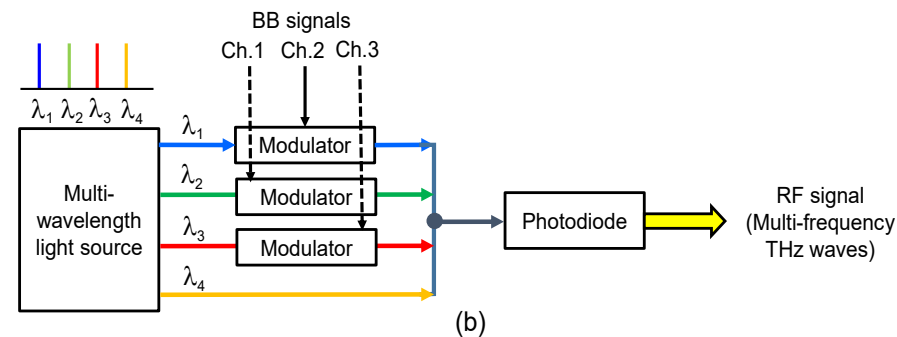 BB signals
Ch.1 Ch.2 Ch.3
λ1 λ2 λ3 λ4
Multi-
wavelength
light source
λ1
Modulator
λ2
Modulator
λ3
Modulator
λ4
Photodiode
RF signal
(Multi-frequency
THz waves)
(b)